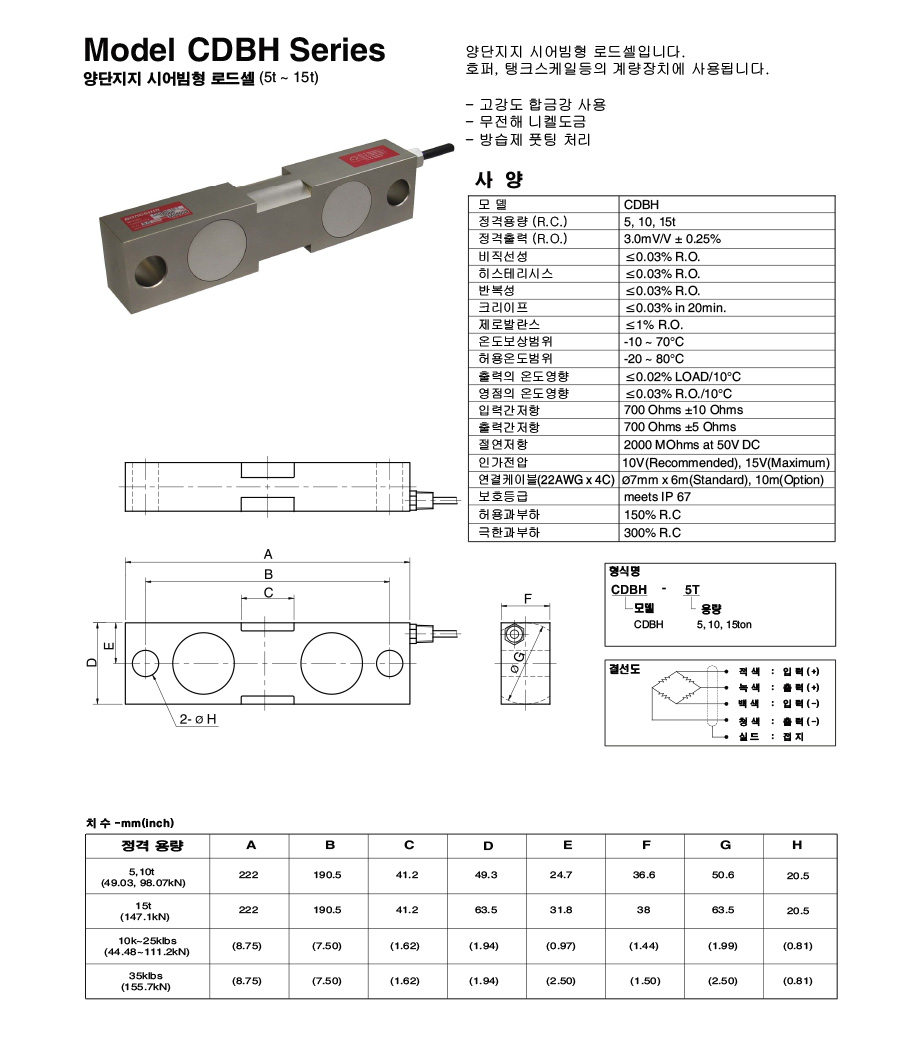 Model CDBH Series
양단지지 시어빔형 로드셀 (5t ~ 15t)
양단지지 시어빔형 로드셀입니다.
호퍼, 탱크스케일등의 계량장치에 사용됩니다.
- 고강도 합금강 사용
- 무전해 니켈도금
- 방습제 풋팅 처리
사 양
모 델 CDBH
정격용량 (R.C.) 5, 10, 15t
정격출력 (R.O.) 3.0mV/V ± 0.25%
비직선성 ≤0.03% R.O.
히스테리시스 ≤0.03% R.O.
반복성 ≤0.03% R.O.
크리이프 ≤0.03% in 20min.
제로발란스 ≤1% R.O.
온도보상범위 -10 ~ 70°C
허용온도범위 -20 ~ 80°C
출력의 온도영향 ≤0.02% LOAD/10°C
영점의 온도영향 ≤0.03% R.O./10°C
입력간저항 700 Ohms ±10 Ohms
출력간저항 700 Ohms ±5 Ohms
절연저항 2000 MOhms at 50V DC
인가전압 10V(Recommended), 15V(Maximum)
연결케이블(22AWG x 4C) Ø7mm x 6m(Standard), 10m(Option)
보호등급 meets IP 67
허용과부하 150% R.C
극한과부하 300% R.C
A
B
C
D
E
2- Ø H
F
Ø G
형식명
CDBH - 5T
모델 용량
CDBH 5, 10, 15ton
결선도
적색 : 입력(+)
녹색 : 출력(+)
백색 : 입력(-)
청색 : 출력(-)
실드 : 접지
치 수 -mm(inch)
정격 용량 A B C D E F G H
5,10t
(49.03, 98.07kN) 222 190.5 41.2 49.3 24.7 36.6 50.6 20.5
15t
(147.1kN) 222 190.5 41.2 63.5 31.8 38 63.5 20.5
10k~25klbs
(44.48~111.2kN) (8.75) (7.50) (1.62) (1.94) (0.97) (1.44) (1.99) (0.81)
35klbs
(155.7kN) (8.75) (7.50) (1.62) (1.94) (2.50) (1.50) (2.50) (0.81)